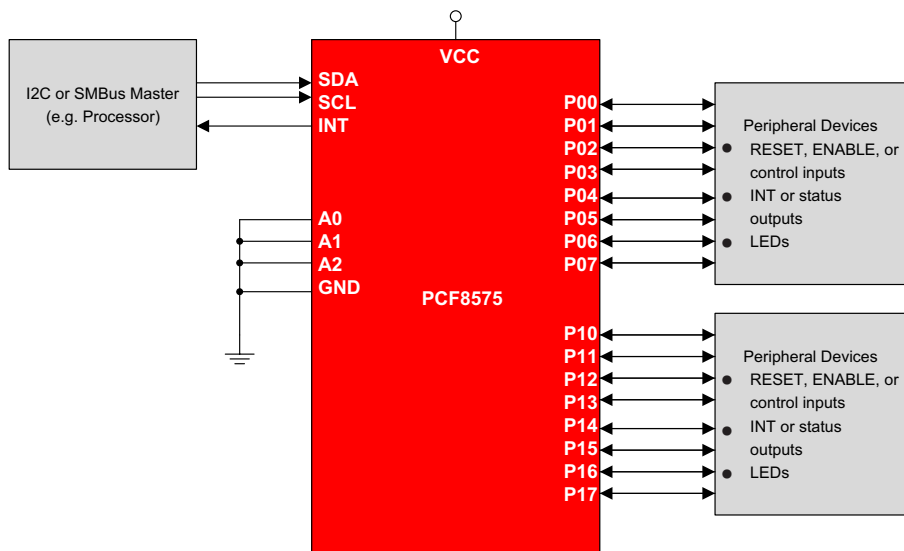 VCC
I2C or SMBus Master
(e.g. Processor)
SDA
SCL
INT
A0
A1
A2
GND
PCF8575
P00
P01
P02
P03
P04
P05
P06
P07
Peripheral Devices
● RESET, ENABLE, or
control inputs
● INT or status
outputs
● LEDs
P10
P11
P12
P13
P14
P15
P16
P17
Peripheral Devices
● RESET, ENABLE, or
control inputs
● INT or status
outputs
● LEDs